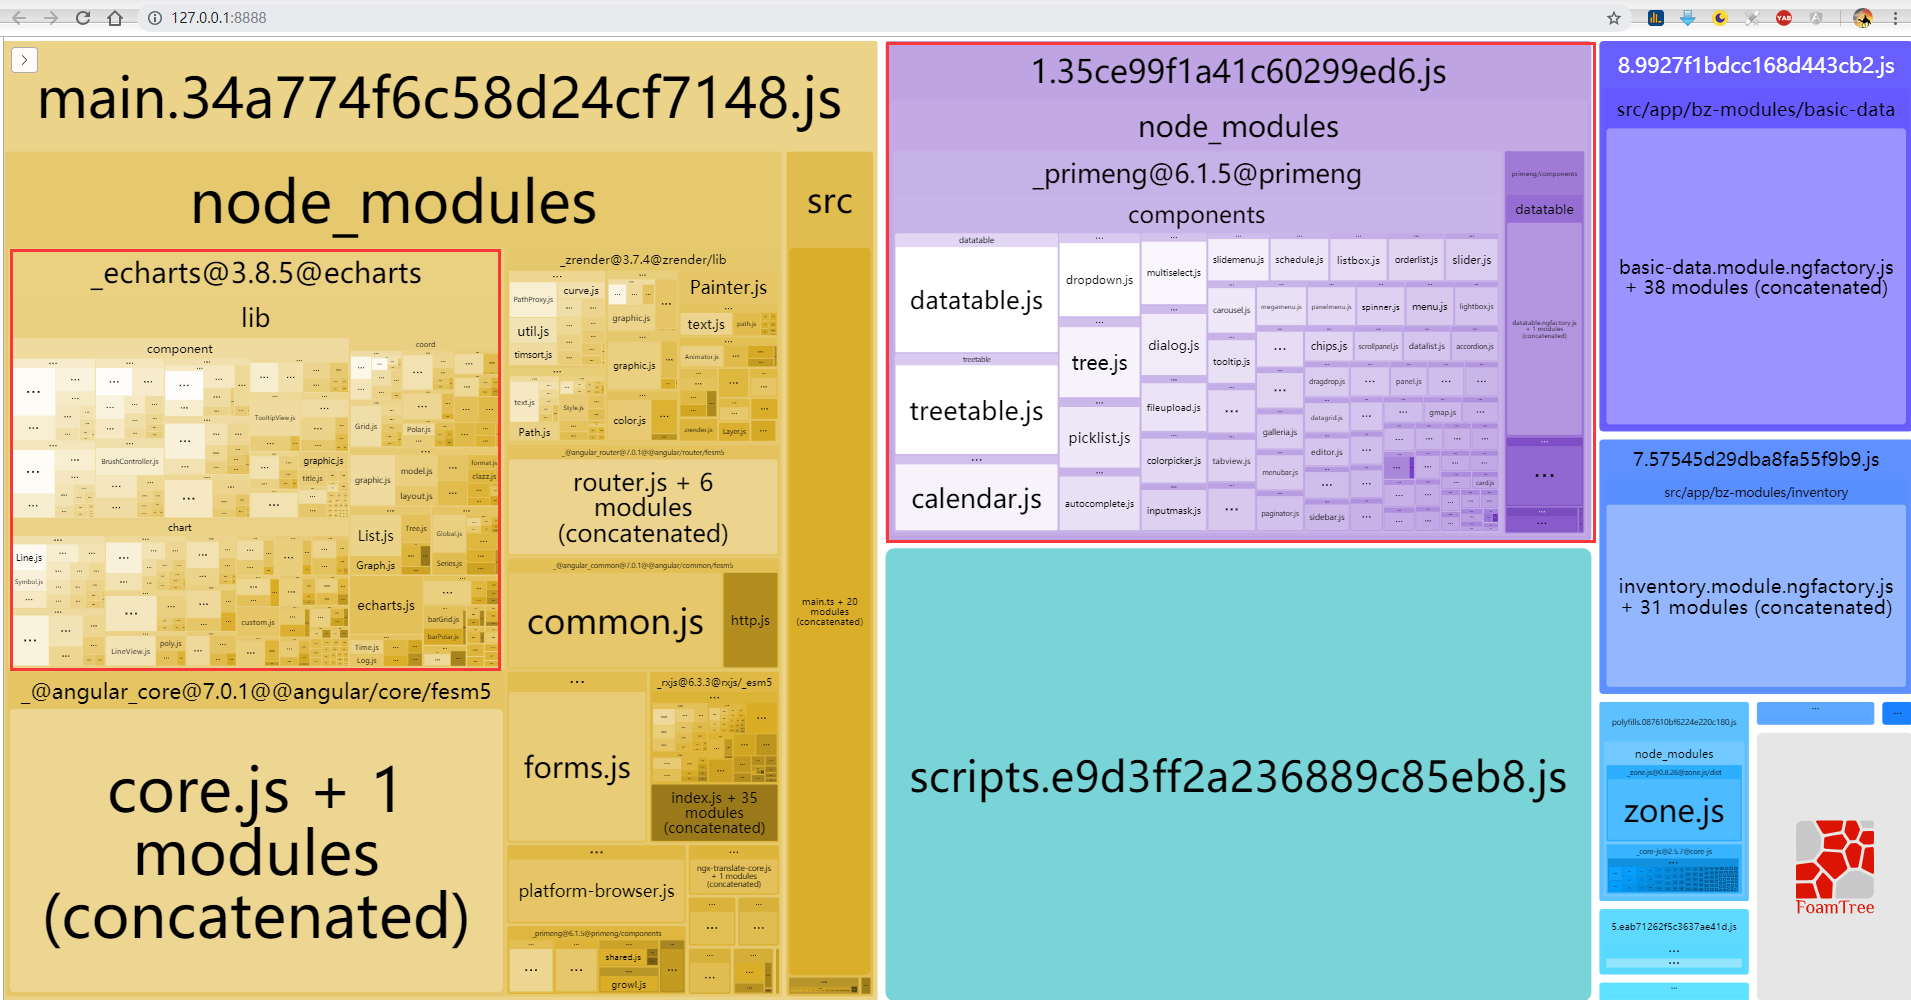 127.0.0.1:8888
main.34a774f6c58d24cf7148.js
node_modules
src
_echarts@3.8.5@echarts
lib
component
TooltipView.js
BrushController.js
graphic.js
title.js
chart
Line.js
Symbol.js
custom.js
LineView.js
poly.js
coord
Grid.js
Polar.js
graphic.js
model.js
layout.js
format.js
clazz.js
List.js
Tree.js
Global.js
Graph.js
Series.js
echarts.js
barGrid.js
barPolar.js
Time.js
Log.js
_@angular_core@7.0.1@@angular/core/fesm5
core.js + 1
modules
(concatenated)
_zrender@3.7.4@zrender/lib
PathProxy.js
curve.js
util.js
timsort.js
graphic.js
Painter.js
text.js
path.js
graphic.js
Animator.js
text.js
Style.js
Path.js
color.js
zrender.js
Layer.js
_@angular_router@7.0.1@@angular/router/fesm5
router.js + 6
modules
(concatenated)
_@angular_common@7.0.1@@angular/common/fesm5
common.js
http.js
forms.js
_rxjs@6.3.3@rxjs/_esm5
index.js + 35
modules
(concatenated)
platform-browser.js
ngx-translate-core.js
+ 1 modules
(concatenated)
_primeng@6.1.5@primeng/components
shared.js
growl.js
main.ts + 20
modules
(concatenated)
1.35ce99f1a41c60299ed6.js
node_modules
_primeng@6.1.5@primeng
components
datatable
datatable.js
treetable
treetable.js
calendar.js
dropdown.js
tree.js
picklist.js
autocomplete.js
multiselect.js
dialog.js
fileupload.js
colorpicker.js
inputmask.js
slidemenu.js
schedule.js
listbox.js
orderlist.js
slider.js
carousel.js
megamenu.js
panelmenu.js
spinner.js
menu.js
lightbox.js
tooltip.js
chips.js
scrollpanel.js
datalist.js
accordion.js
dragdrop.js
panel.js
datagrid.js
gmap.js
galleria.js
tabview.js
editor.js
menubar.js
card.js
paginator.js
sidebar.js
primeng/components
datatable
datatable.ngfactory.js
+ 1 modules
(concatenated)
scripts.e9d3ff2a236889c85eb8.js
8.9927f1bdcc168d443cb2.js
src/app/bz-modules/basic-data
basic-data.module.ngfactory.js
+ 38 modules (concatenated)
7.57545d29dba8fa55f9b9.js
src/app/bz-modules/inventory
inventory.module.ngfactory.js
+ 31 modules (concatenated)
polyfills.087610bf6224e220c180.js
node_modules
_zone.js@0.8.26@zone.js/dist
zone.js
_core-js@2.5.7@core-js
5.eab71262f5c3637ae41d.js
FoamTree